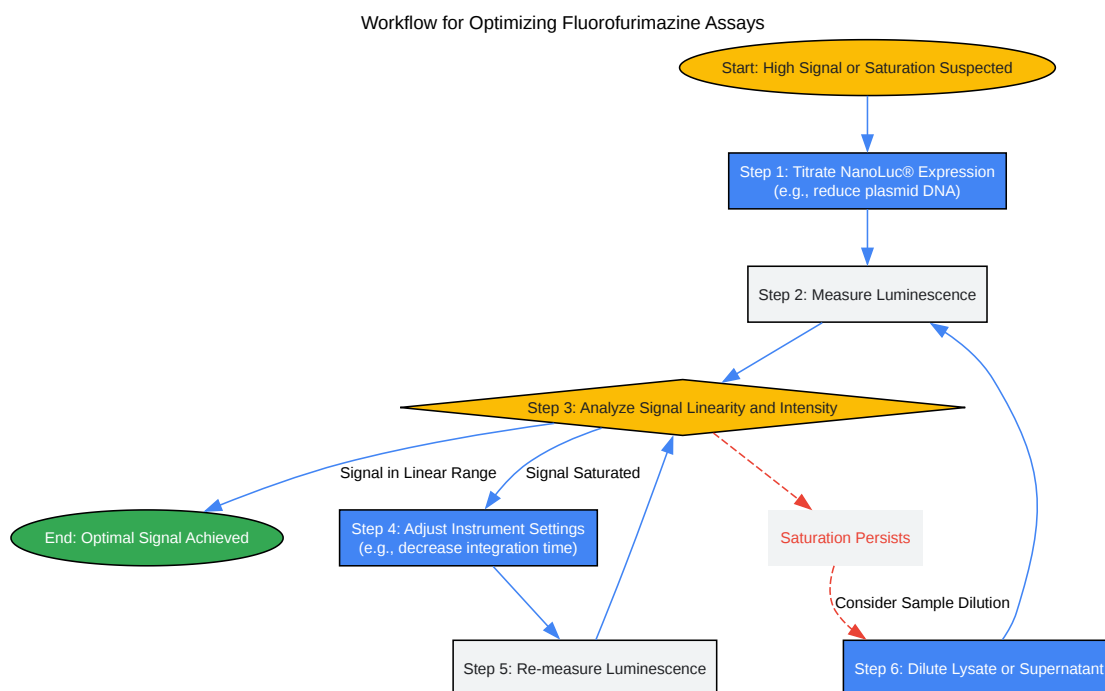 Workflow for Optimizing Fluorofurimazine Assays
Start: High Signal or Saturation Suspected
Step 1: Titrate NanoLuc® Expression
(e.g., reduce plasmid DNA)
Step 2: Measure Luminescence
Step 3: Analyze Signal Linearity and Intensity
Signal in Linear Range
Signal Saturated
End: Optimal Signal Achieved
Step 4: Adjust Instrument Settings
(e.g., decrease integration time)
Saturation Persists
Consider Sample Dilution
Step 5: Re-measure Luminescence
Step 6: Dilute Lysate or Supernatant